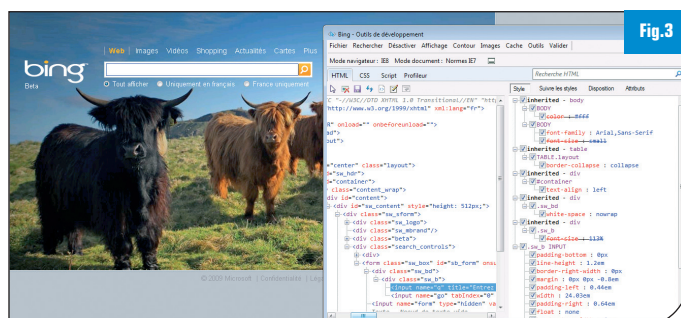 Fig.3
Web | Images Vidéos Shopping Actualités Cartes Plus
bing
Beta
Tout afficher Uniquement en français France uniquement
© 2009 Microsoft | Confidentialité |
Bing - Outils de développement
Fichier Rechercher Désactiver Affichage Contour Images Cache Outils Valider
Mode navigateur : IE8 Mode document : Normes IE7
HTML CSS Script Profileur
Recherche HTML
Style Suivre les styles Disposition Attributs
"-//W3C//DTD XHTML 1.0 Transitional//EN"
http://www.w3.org/1999/xhtml" xml:lang="fr">
onload="" onbeforeunload="">
"center" class="layout">
="sw_hdr">
"container">
class="content_wrap">
div id="content">
<div id="sw_content" style="height: 512px;">
<div class="sw_sform">
<div class="sw_logo">
<div class="sw_mbrand"/>
<div class="beta">
<div class="search_controls">
<div>
<form class="sw_box" id="sb_form"
<div class="sw_bd">
<div class="sw_b">
<input name="q" title="Entrez
<input name="go" tabIndex="0"
<input name="form" type="hidden" va
inherited - body
BODY
color : #fff
BODY
font-family : Arial,Sans-Serif
font-size : small
inherited - table
TABLE.layout
border-collapse : collapse
inherited - div
#container
text-align : left
inherited - div
.sw_bd
white-space : nowrap
inherited - div
.sw_b
font-size : 113%
.sw_b INPUT
padding-bottom : 0px
line-height : 1.2em
border-right-width : 0px
margin : 0px 0px -0.8em
padding-left : 0.44em
width : 24.03em
padding-right : 0.64em
float : none